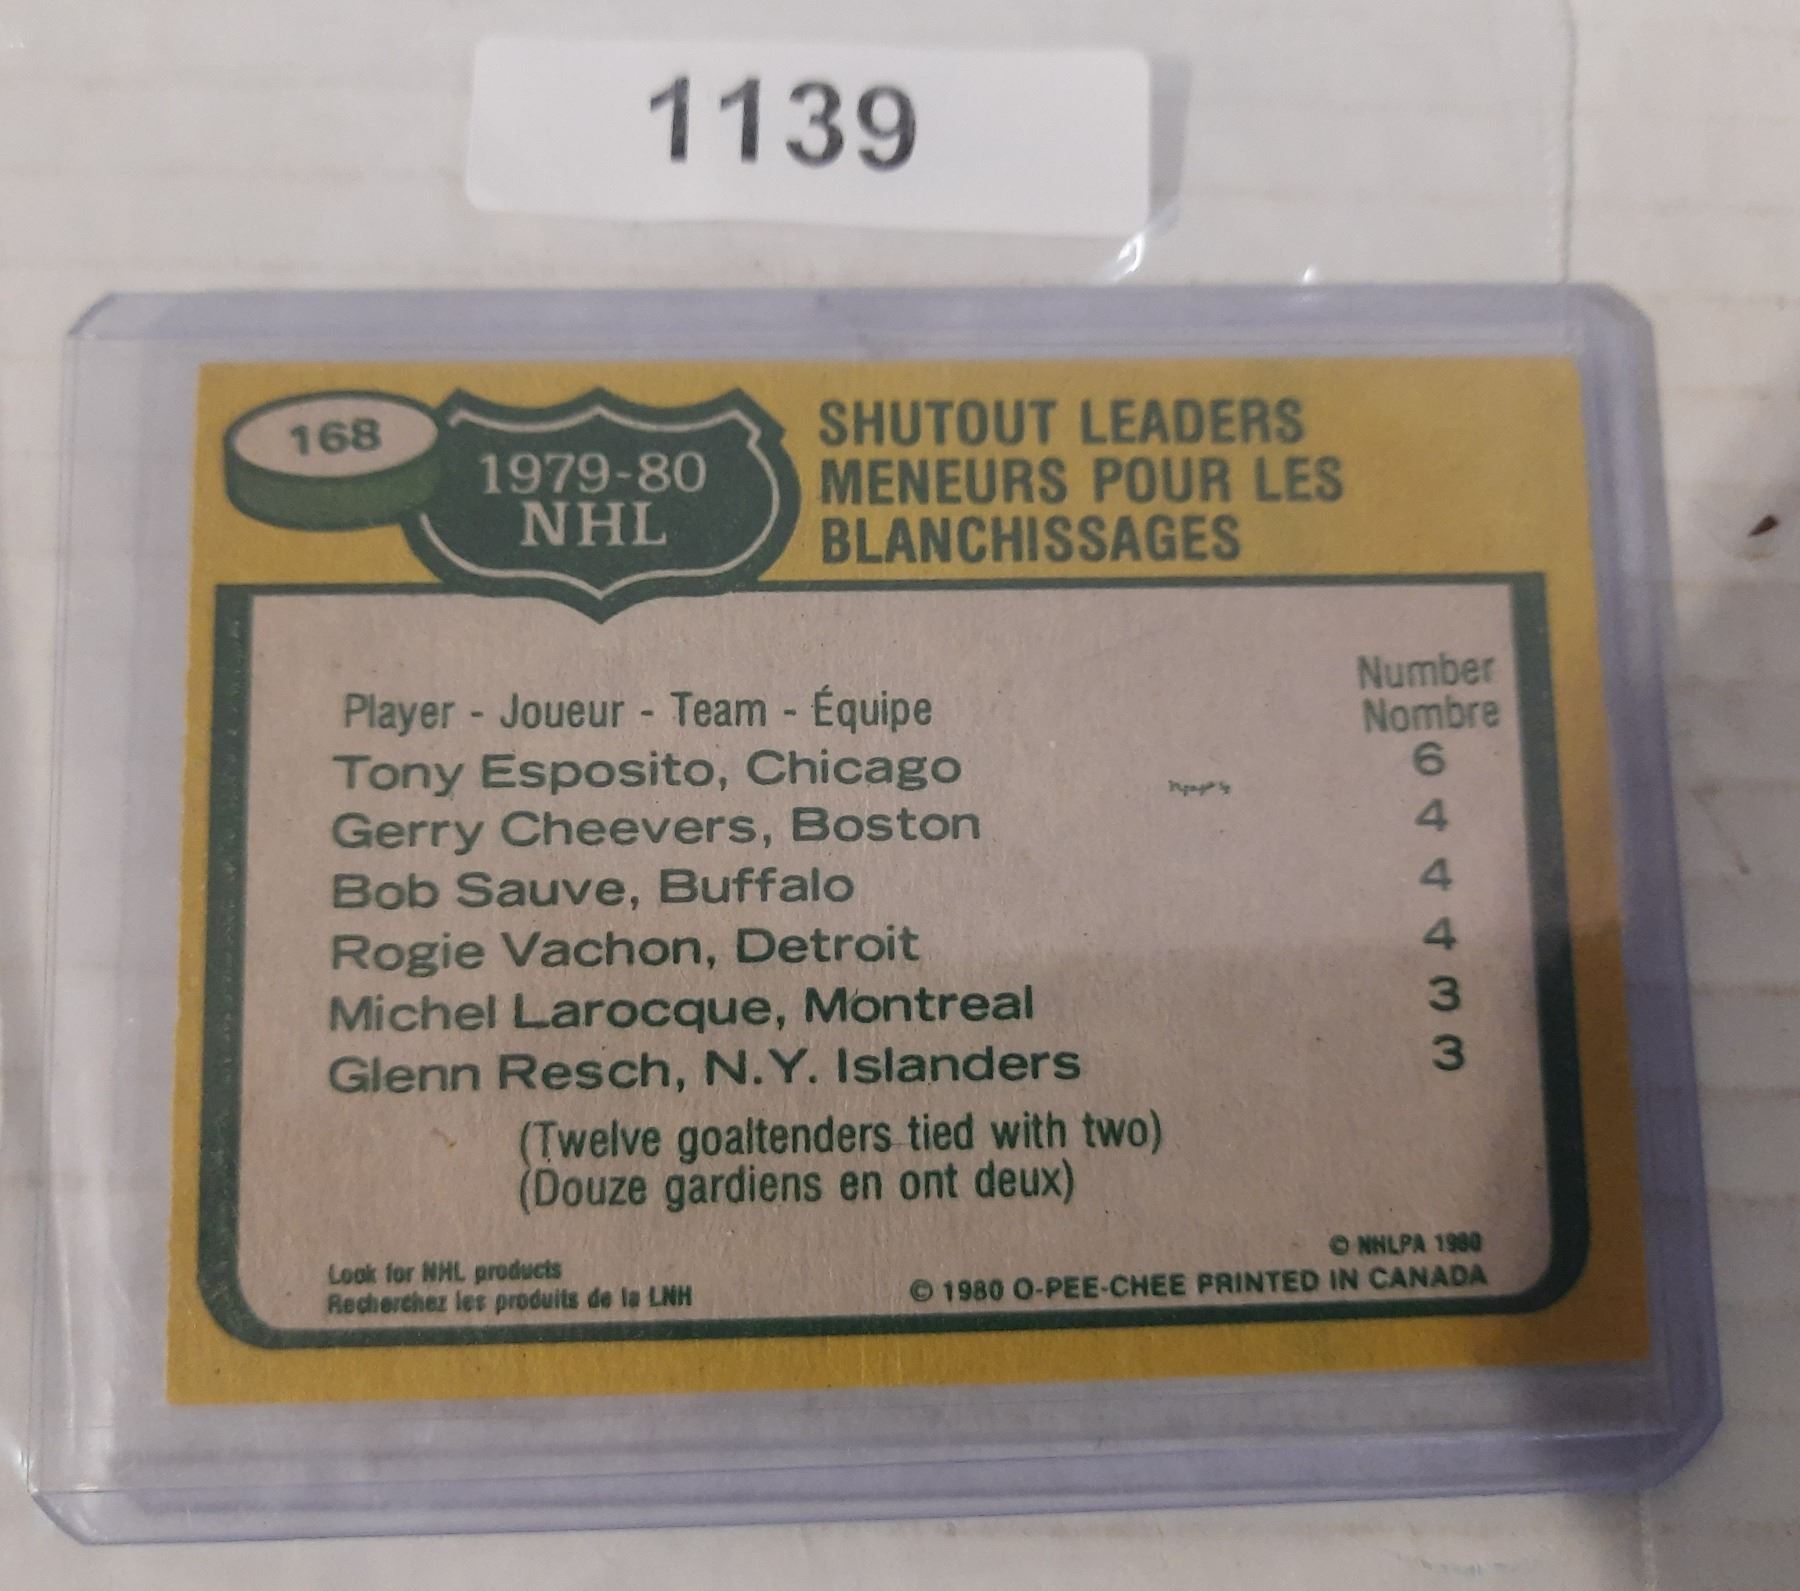 1139
168
1979-80
NHL
SHUTOUT LEADERS
MENEURS POUR LES
BLANCHISSAGES
Number
Nombre
Player - Joueur - Team - Équipe
Tony Esposito, Chicago 6
Gerry Cheevers, Boston 4
Bob Sauve, Buffalo 4
Rogie Vachon, Detroit 4
Michel Larocque, Montreal 3
Glenn Resch, N.Y. Islanders 3
(Twelve goaltenders tied with two)
(Douze gardiens en ont deux)
Look for NHL products
Recherchez les produits de la LNH
© NHLPA 1980
© 1980 O-PEE-CHEE PRINTED IN CANADA